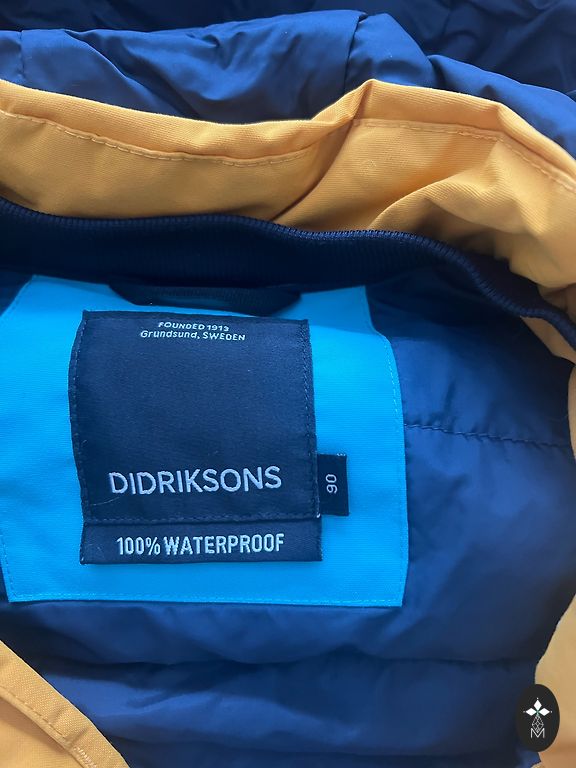 FOUNDED 1913
Grundsund, SWEDEN
DIDRIKSONS
90
100% WATERPROOF